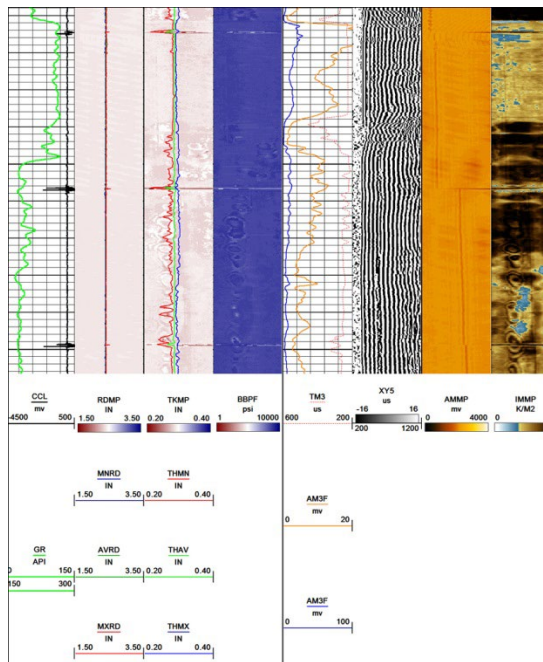 CCL
mv
-4500 500
RDMP
IN
1.50 3.50
TKMP
IN
0.20 0.40
BBPF
psi
1 10000
TM3
us
600 200
XY5
us
-16 16
200 1200
AMMP
mv
0 4000
IMMP
K/M2
0
MNRD
IN
1.50 3.50
THMN
IN
0.20 0.40
AM3F
mv
0 20
GR
API
0 150
150 300
AVRD
IN
1.50 3.50
THAV
IN
0.20 0.40
MXRD
IN
1.50 3.50
THMX
IN
0.20 0.40
AM3F
mv
0 100